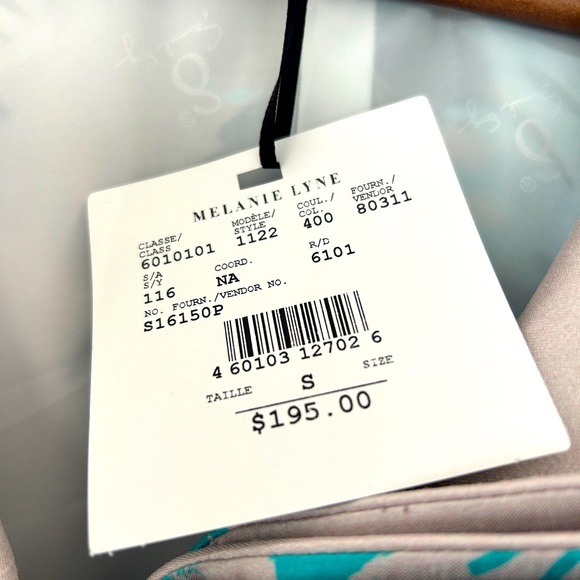 MELANIE LYNE
CLASSE/ MODÈLE/ COUL./ FOURN./
CLASS STYLE COL. VENDOR
6010101 1122 400 80311
S/A COORD. R/D
S/Y
116 NA 6101
NO. FOURN./VENDOR NO.
S16150P
4 60103 12702 6
TAILLE S SIZE
$195.00